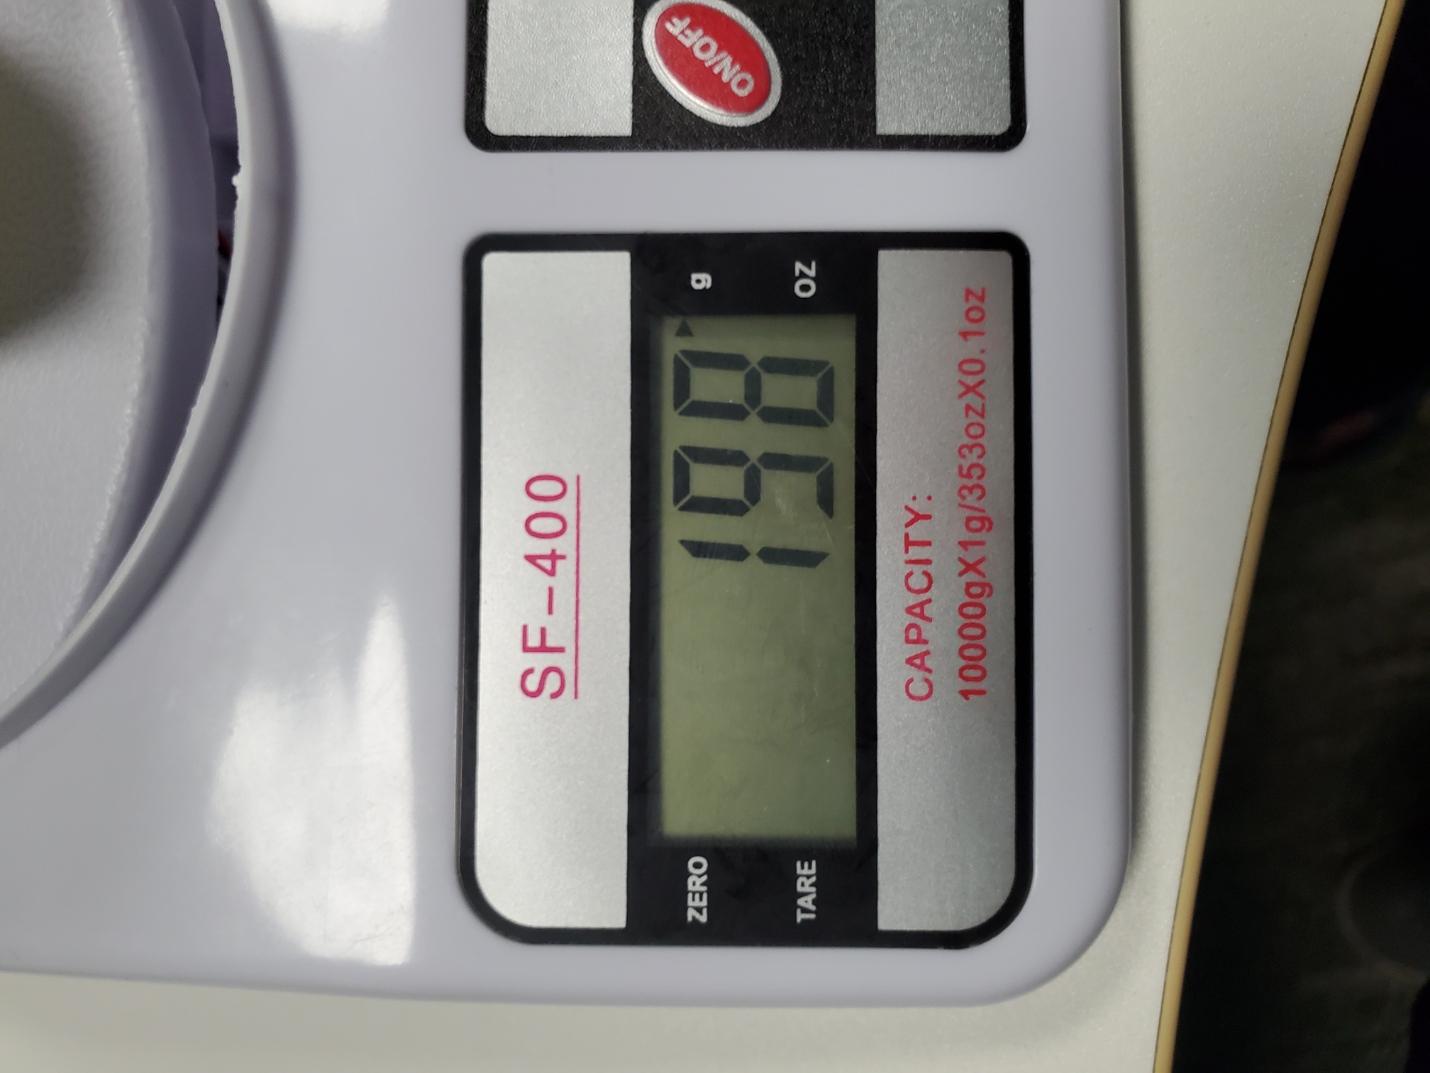 SF-400
ZERO
198
g
TARE
OZ
CAPACITY:
10000gX1g/353ozX0.1oz
ON/OFF